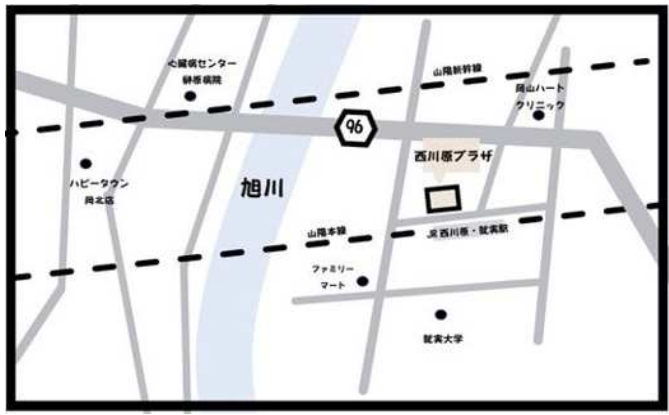 心臓病センター
榊原病院
山陽新幹線
岡山ハート
クリニック
96
西川原プラザ
ハピータウン
岡北店
旭川
山陽本線
JR西川原・就実駅
ファミリー
マート
就実大学